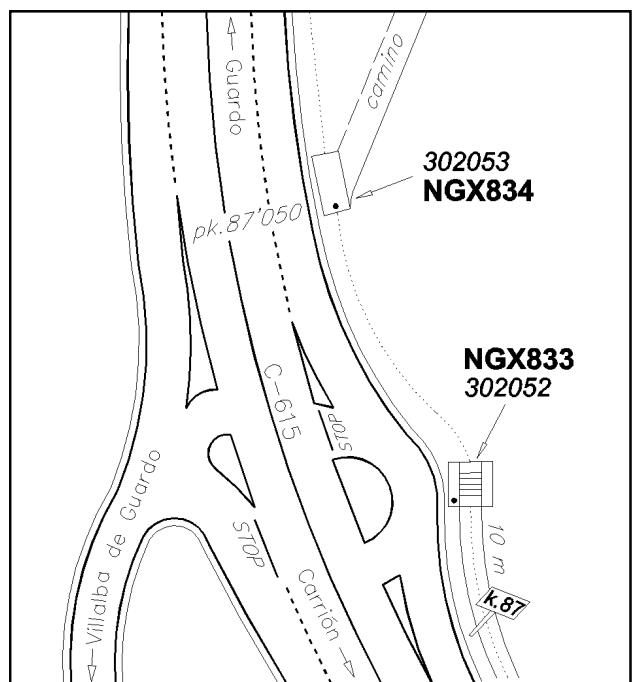 Guardo
camino
302053
NGX834
pk.87'050
NGX833
302052
C-615
STOP
Villalba de Guardo
STOP
10 m
Carrión
k.87